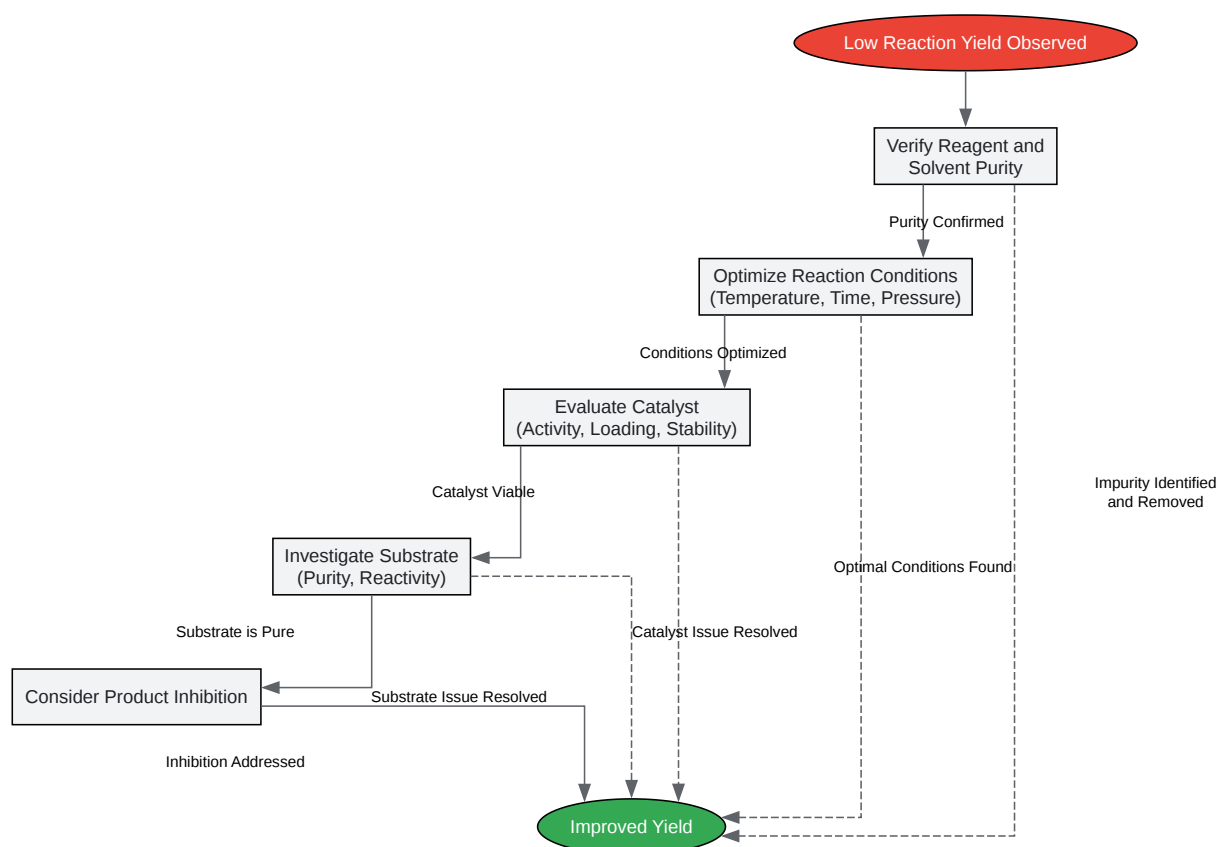 Low Reaction Yield Observed
Verify Reagent and
Solvent Purity
Purity Confirmed
Optimize Reaction Conditions
(Temperature, Time, Pressure)
Conditions Optimized
Evaluate Catalyst
(Activity, Loading, Stability)
Catalyst Viable
Impurity Identified
and Removed
Investigate Substrate
(Purity, Reactivity)
Optimal Conditions Found
Substrate is Pure
Catalyst Issue Resolved
Consider Product Inhibition
Substrate Issue Resolved
Inhibition Addressed
Improved Yield